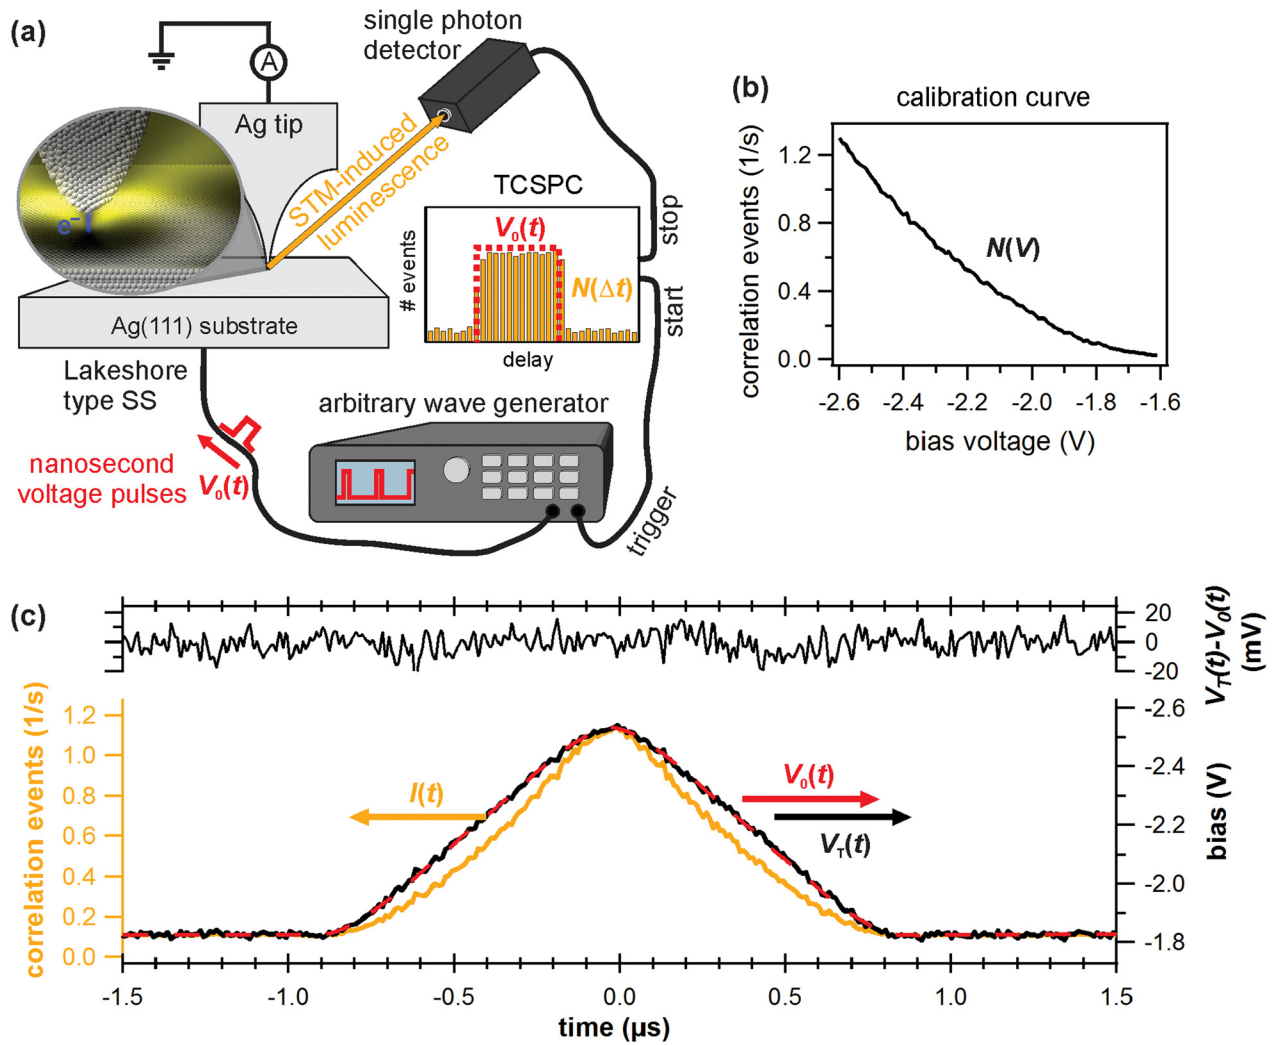 (a)
single photon
detector
A
Ag tip
STM-induced
luminescence
e⁻
TCSPC
V₀(t)
N(Δt)
# events
delay
stop
start
Ag(111) substrate
Lakeshore
type SS
nanosecond
voltage pulses
V₀(t)
arbitrary wave generator
trigger
(b)
calibration curve
correlation events (1/s)
1.2
0.8
0.4
0.0
N(V)
-2.6 -2.4 -2.2 -2.0 -1.8 -1.6
bias voltage (V)
(c)
20
0
-20
V_T(t)-V₀(t)
(mV)
correlation events (1/s)
1.2
1.0
0.8
0.6
0.4
0.2
0.0
I(t)
V₀(t)
V_T(t)
-2.6
-2.4
-2.2
-2.0
-1.8
bias (V)
-1.5 -1.0 -0.5 0.0 0.5 1.0 1.5
time (µs)